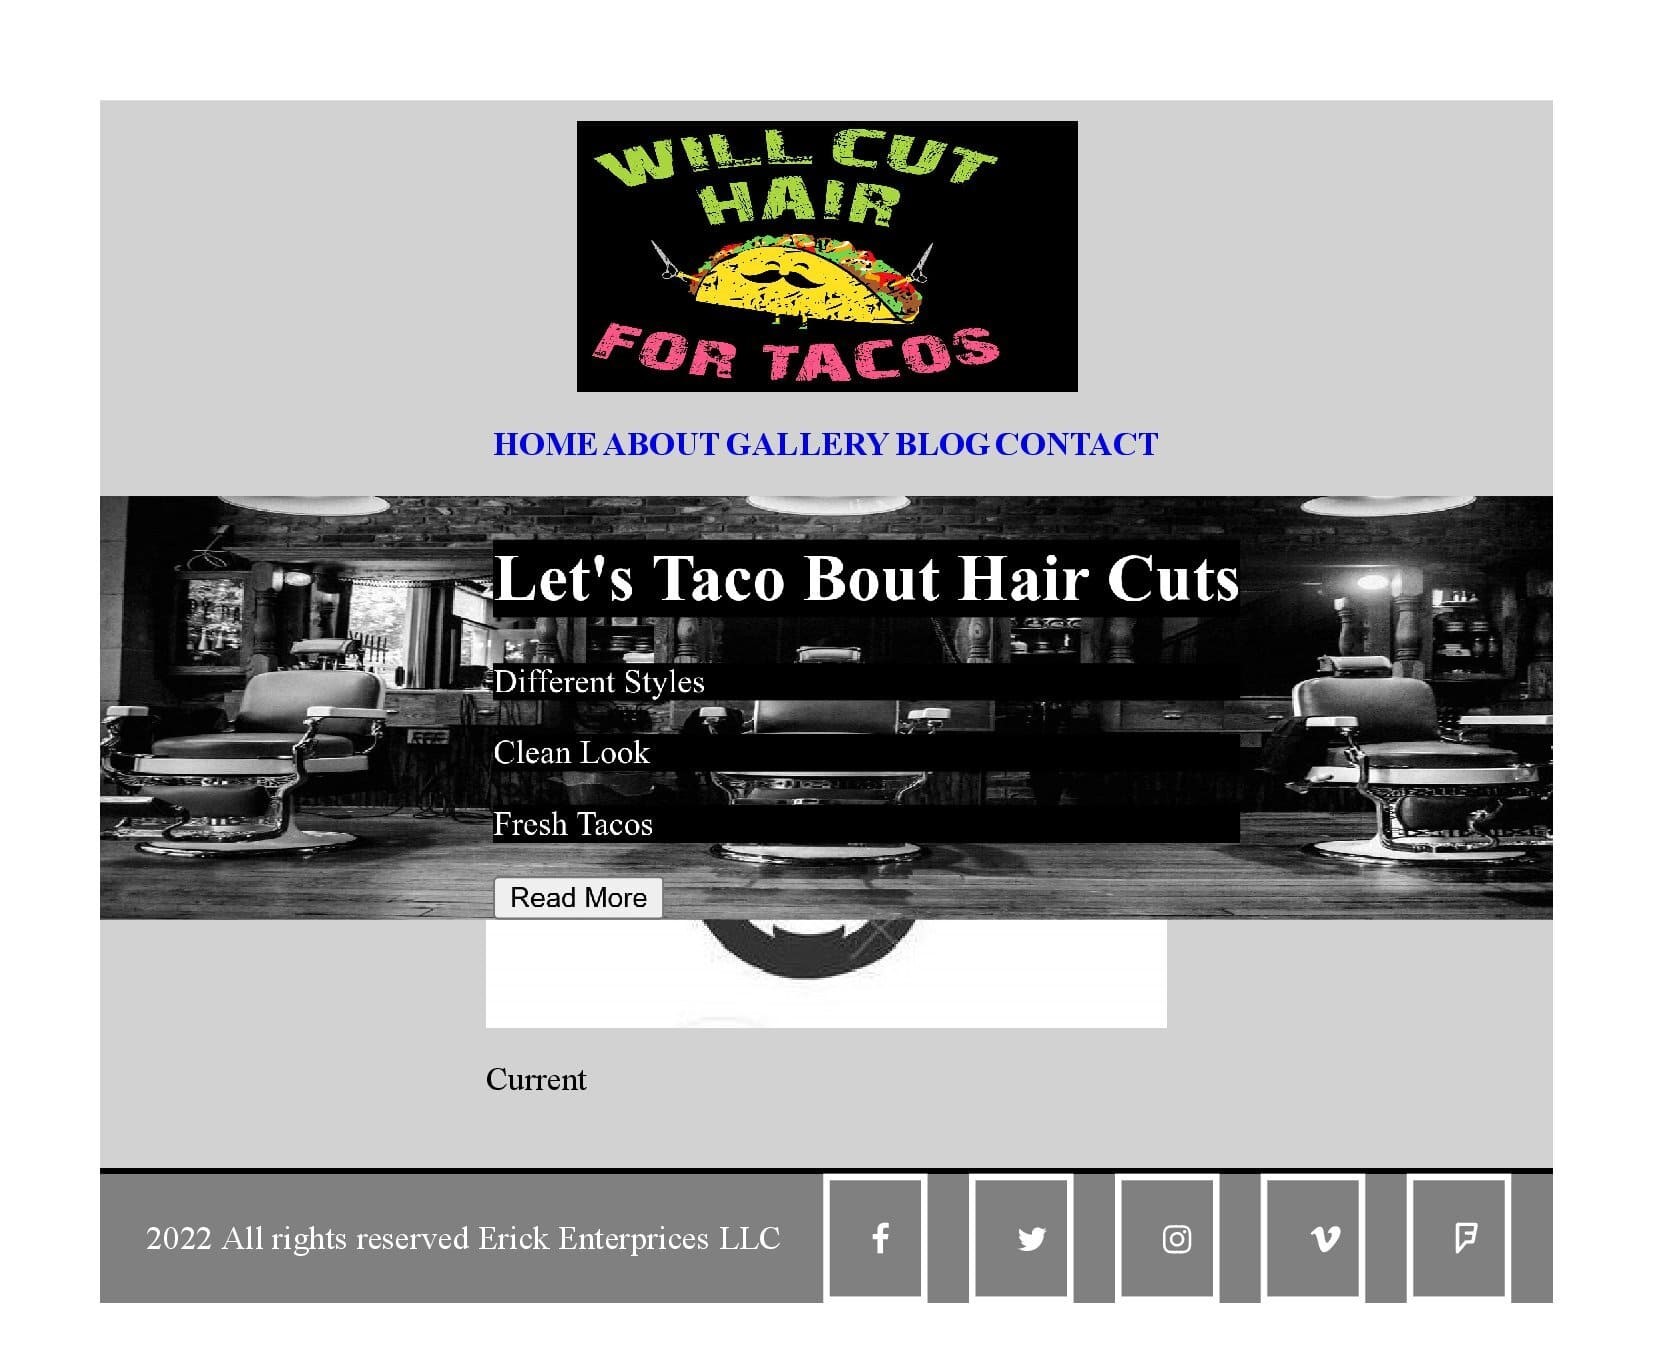 WILL CUT
HAIR
FOR TACOS
HOME ABOUT GALLERY BLOG CONTACT
Let's Taco Bout Hair Cuts
Different Styles
Clean Look
Fresh Tacos
Read More
Current
2022 All rights reserved Erick Enterprices LLC